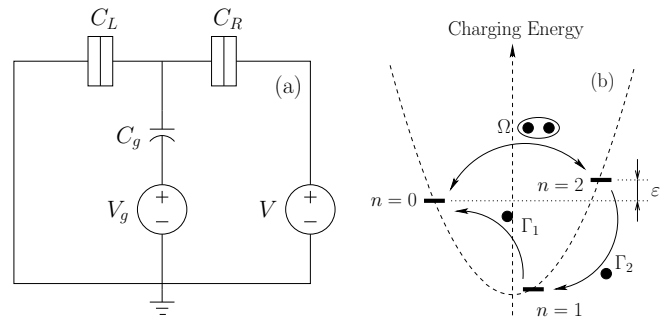 C_L
C_R
(a)
C_g
V_g
+
−
V
+
−
Charging Energy
(b)
Ω
n = 2
ε
n = 0
Γ_1
Γ_2
n = 1